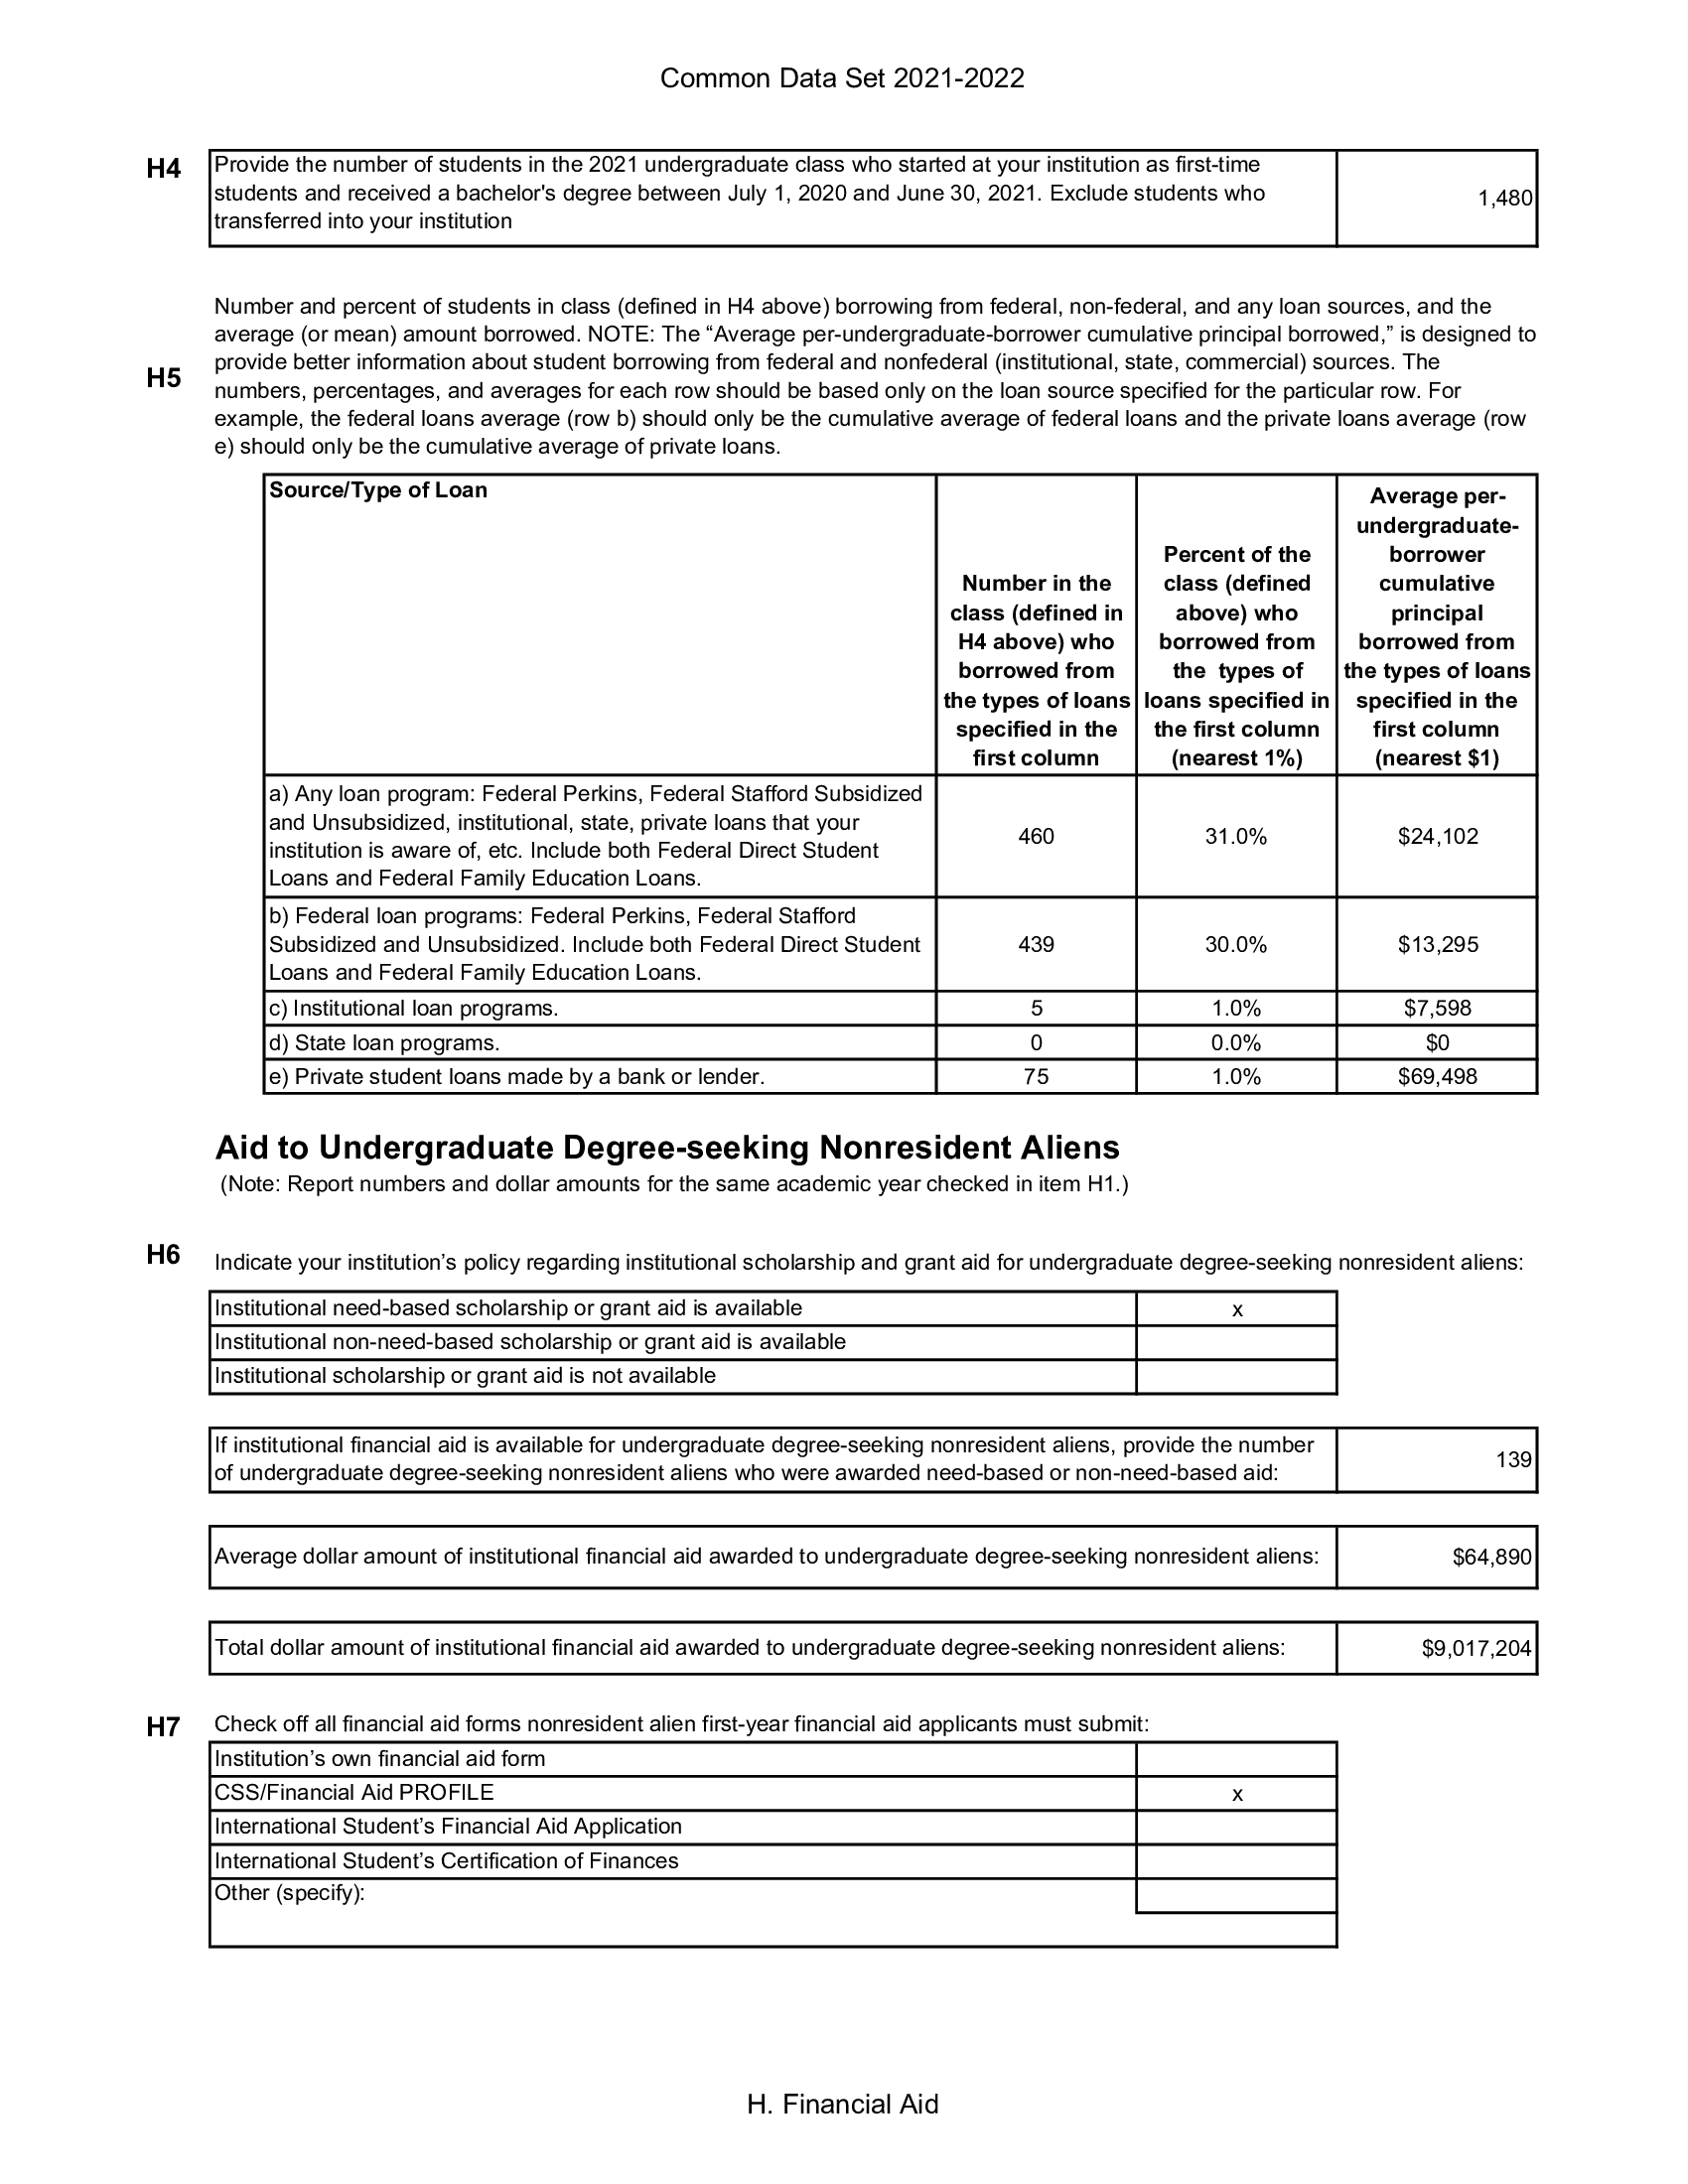 Common Data Set 2021-2022
H4
Provide the number of students in the 2021 undergraduate class who started at your institution as first-time
students and received a bachelor's degree between July 1, 2020 and June 30, 2021. Exclude students who
transferred into your institution
1,480
H5
Number and percent of students in class (defined in H4 above) borrowing from federal, non-federal, and any loan sources, and the
average (or mean) amount borrowed. NOTE: The “Average per-undergraduate-borrower cumulative principal borrowed,” is designed to
provide better information about student borrowing from federal and nonfederal (institutional, state, commercial) sources. The
numbers, percentages, and averages for each row should be based only on the loan source specified for the particular row. For
example, the federal loans average (row b) should only be the cumulative average of federal loans and the private loans average (row
e) should only be the cumulative average of private loans.
Source/Type of Loan
Number in the
class (defined in
H4 above) who
borrowed from
the types of loans
specified in the
first column
Percent of the
class (defined
above) who
borrowed from
the  types of
loans specified in
the first column
(nearest 1%)
Average per-
undergraduate-
borrower
cumulative
principal
borrowed from
the types of loans
specified in the
first column
(nearest $1)
a) Any loan program: Federal Perkins, Federal Stafford Subsidized
and Unsubsidized, institutional, state, private loans that your
institution is aware of, etc. Include both Federal Direct Student
Loans and Federal Family Education Loans.
460
31.0%
$24,102
b) Federal loan programs: Federal Perkins, Federal Stafford
Subsidized and Unsubsidized. Include both Federal Direct Student
Loans and Federal Family Education Loans.
439
30.0%
$13,295
c) Institutional loan programs.
5
1.0%
$7,598
d) State loan programs.
0
0.0%
$0
e) Private student loans made by a bank or lender.
75
1.0%
$69,498
Aid to Undergraduate Degree-seeking Nonresident Aliens
(Note: Report numbers and dollar amounts for the same academic year checked in item H1.)
H6
Indicate your institution’s policy regarding institutional scholarship and grant aid for undergraduate degree-seeking nonresident aliens:
Institutional need-based scholarship or grant aid is available
x
Institutional non-need-based scholarship or grant aid is available
Institutional scholarship or grant aid is not available
If institutional financial aid is available for undergraduate degree-seeking nonresident aliens, provide the number
of undergraduate degree-seeking nonresident aliens who were awarded need-based or non-need-based aid:
139
Average dollar amount of institutional financial aid awarded to undergraduate degree-seeking nonresident aliens:
$64,890
Total dollar amount of institutional financial aid awarded to undergraduate degree-seeking nonresident aliens:
$9,017,204
H7
Check off all financial aid forms nonresident alien first-year financial aid applicants must submit:
Institution’s own financial aid form
CSS/Financial Aid PROFILE
x
International Student’s Financial Aid Application
International Student’s Certification of Finances
Other (specify):
H. Financial Aid